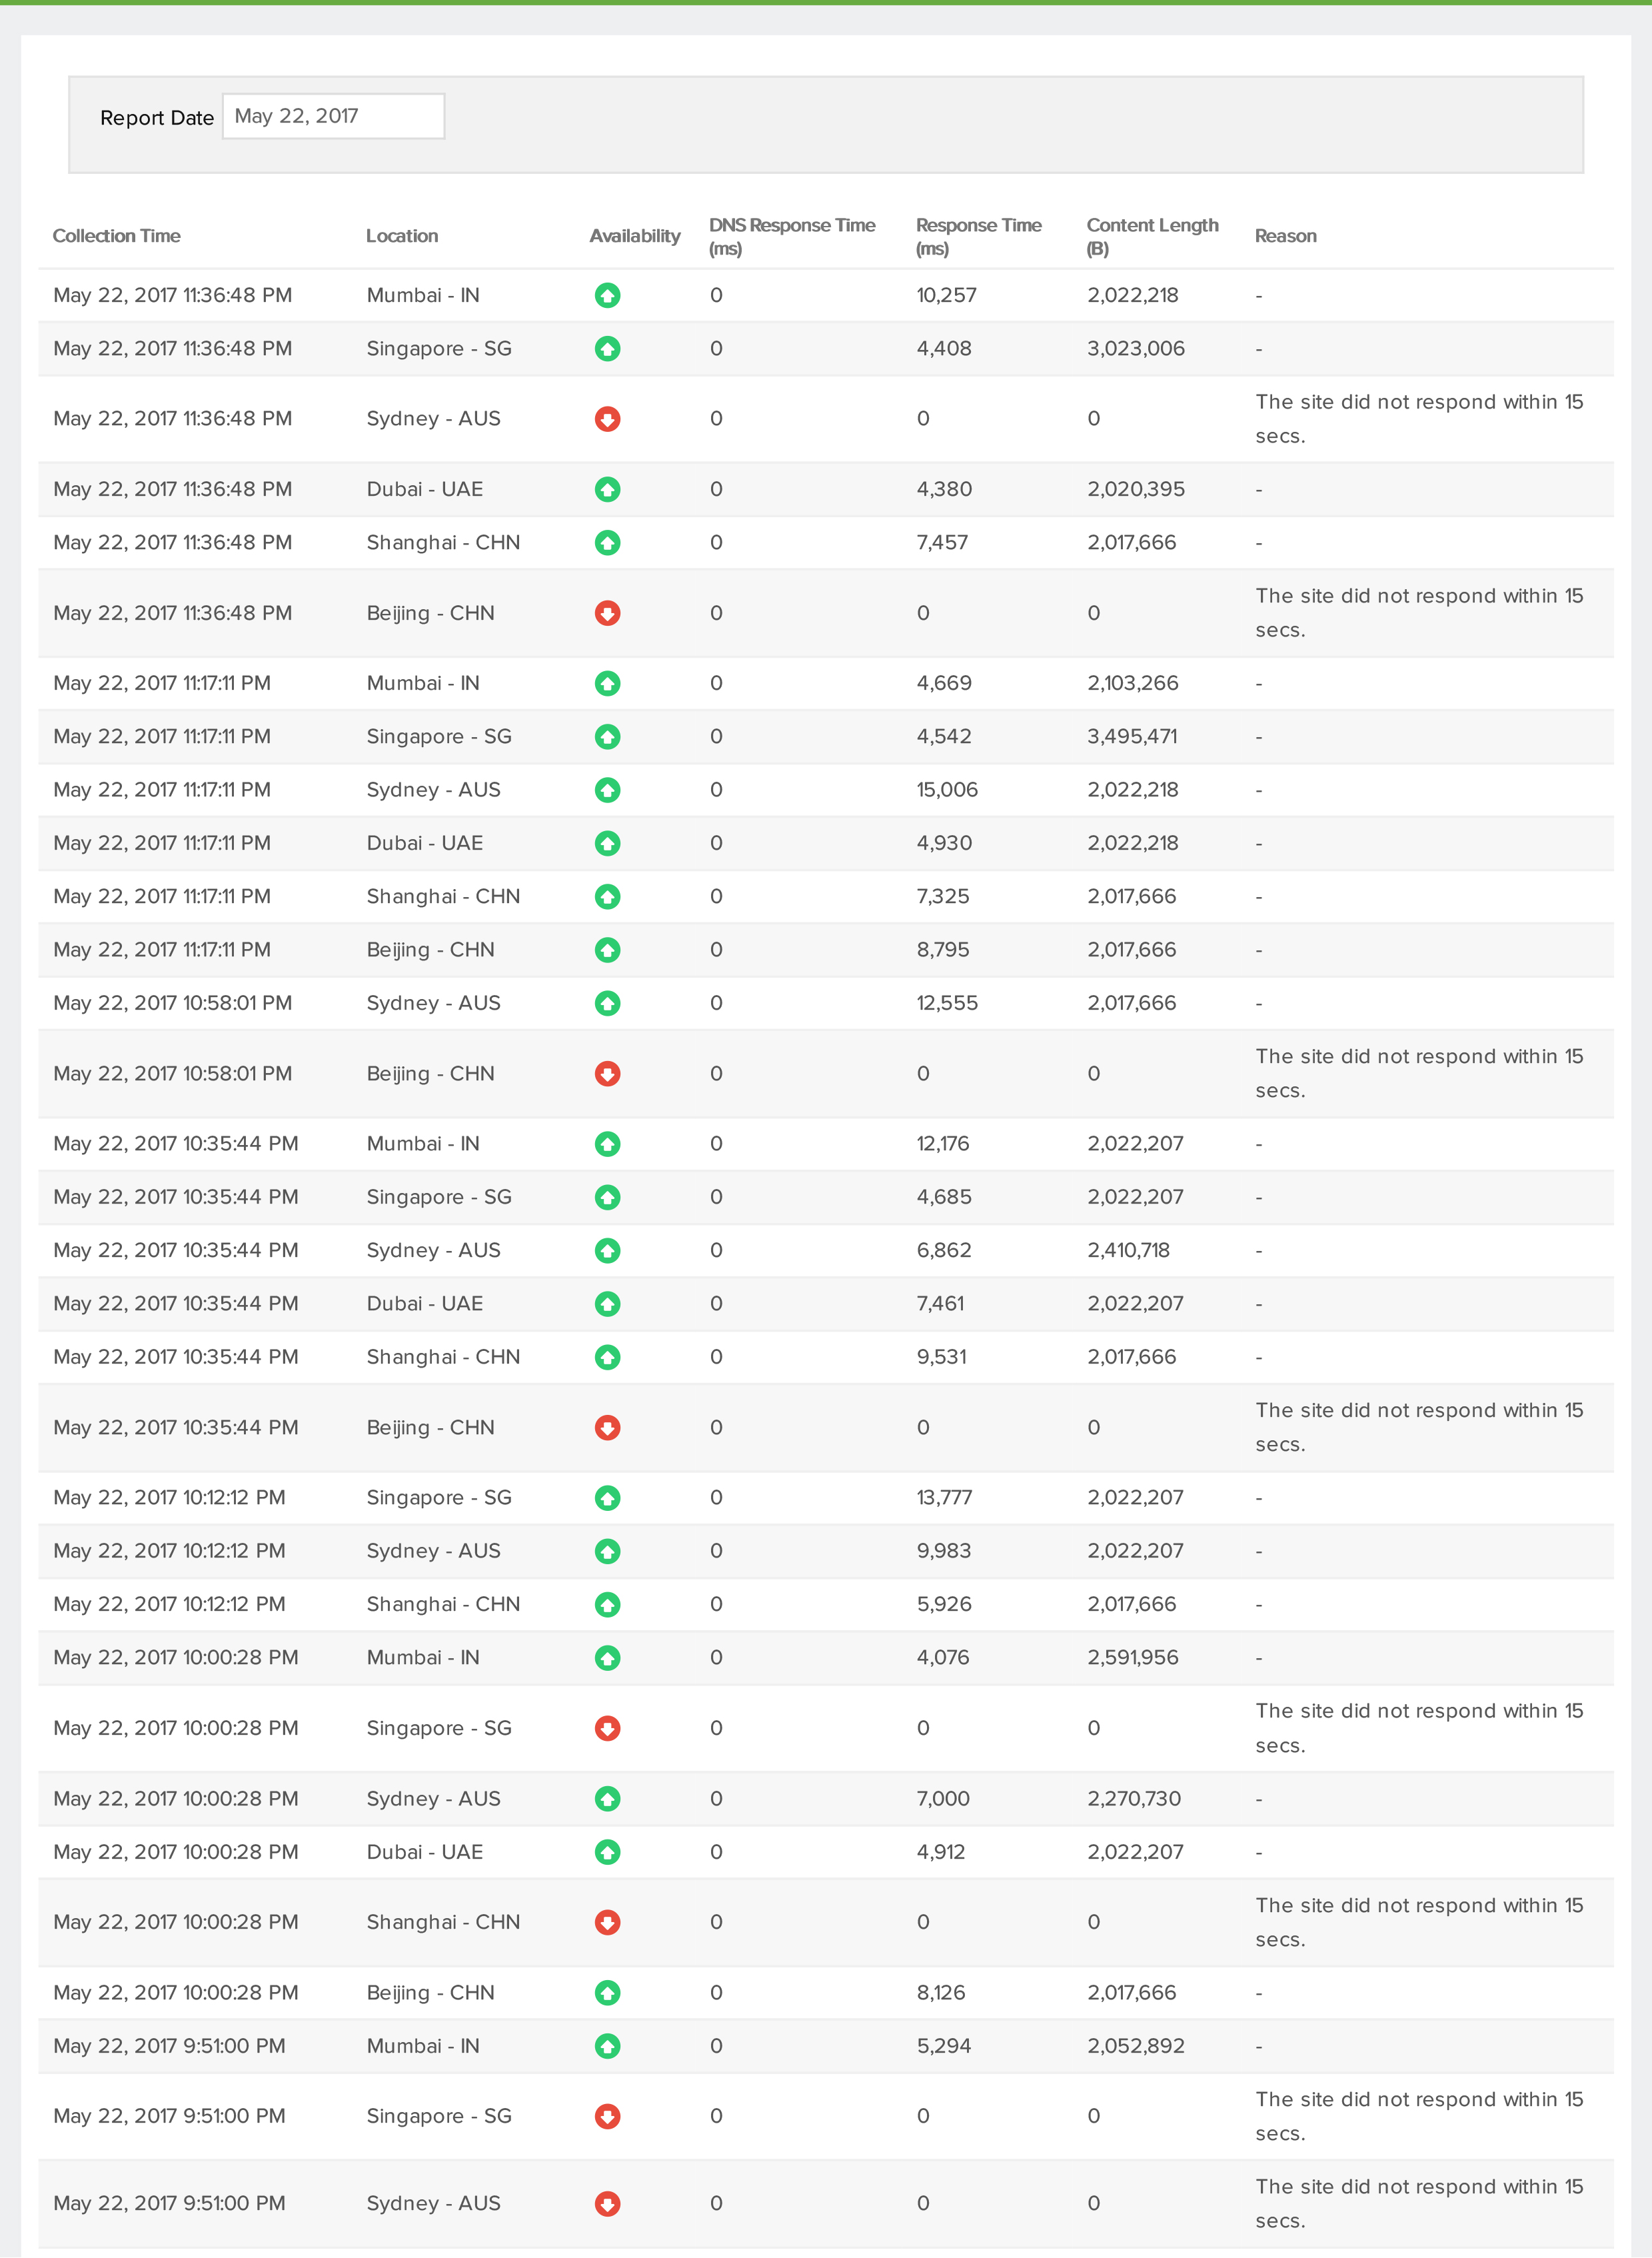 Report Date May 22, 2017
Collection Time Location Availability DNS Response Time (ms) Response Time (ms) Content Length (B) Reason
May 22, 2017 11:36:48 PM Mumbai - IN 0 10,257 2,022,218 -
May 22, 2017 11:36:48 PM Singapore - SG 0 4,408 3,023,006 -
May 22, 2017 11:36:48 PM Sydney - AUS 0 0 0 The site did not respond within 15 secs.
May 22, 2017 11:36:48 PM Dubai - UAE 0 4,380 2,020,395 -
May 22, 2017 11:36:48 PM Shanghai - CHN 0 7,457 2,017,666 -
May 22, 2017 11:36:48 PM Beijing - CHN 0 0 0 The site did not respond within 15 secs.
May 22, 2017 11:17:11 PM Mumbai - IN 0 4,669 2,103,266 -
May 22, 2017 11:17:11 PM Singapore - SG 0 4,542 3,495,471 -
May 22, 2017 11:17:11 PM Sydney - AUS 0 15,006 2,022,218 -
May 22, 2017 11:17:11 PM Dubai - UAE 0 4,930 2,022,218 -
May 22, 2017 11:17:11 PM Shanghai - CHN 0 7,325 2,017,666 -
May 22, 2017 11:17:11 PM Beijing - CHN 0 8,795 2,017,666 -
May 22, 2017 10:58:01 PM Sydney - AUS 0 12,555 2,017,666 -
May 22, 2017 10:58:01 PM Beijing - CHN 0 0 0 The site did not respond within 15 secs.
May 22, 2017 10:35:44 PM Mumbai - IN 0 12,176 2,022,207 -
May 22, 2017 10:35:44 PM Singapore - SG 0 4,685 2,022,207 -
May 22, 2017 10:35:44 PM Sydney - AUS 0 6,862 2,410,718 -
May 22, 2017 10:35:44 PM Dubai - UAE 0 7,461 2,022,207 -
May 22, 2017 10:35:44 PM Shanghai - CHN 0 9,531 2,017,666 -
May 22, 2017 10:35:44 PM Beijing - CHN 0 0 0 The site did not respond within 15 secs.
May 22, 2017 10:12:12 PM Singapore - SG 0 13,777 2,022,207 -
May 22, 2017 10:12:12 PM Sydney - AUS 0 9,983 2,022,207 -
May 22, 2017 10:12:12 PM Shanghai - CHN 0 5,926 2,017,666 -
May 22, 2017 10:00:28 PM Mumbai - IN 0 4,076 2,591,956 -
May 22, 2017 10:00:28 PM Singapore - SG 0 0 0 The site did not respond within 15 secs.
May 22, 2017 10:00:28 PM Sydney - AUS 0 7,000 2,270,730 -
May 22, 2017 10:00:28 PM Dubai - UAE 0 4,912 2,022,207 -
May 22, 2017 10:00:28 PM Shanghai - CHN 0 0 0 The site did not respond within 15 secs.
May 22, 2017 10:00:28 PM Beijing - CHN 0 8,126 2,017,666 -
May 22, 2017 9:51:00 PM Mumbai - IN 0 5,294 2,052,892 -
May 22, 2017 9:51:00 PM Singapore - SG 0 0 0 The site did not respond within 15 secs.
May 22, 2017 9:51:00 PM Sydney - AUS 0 0 0 The site did not respond within 15 secs.